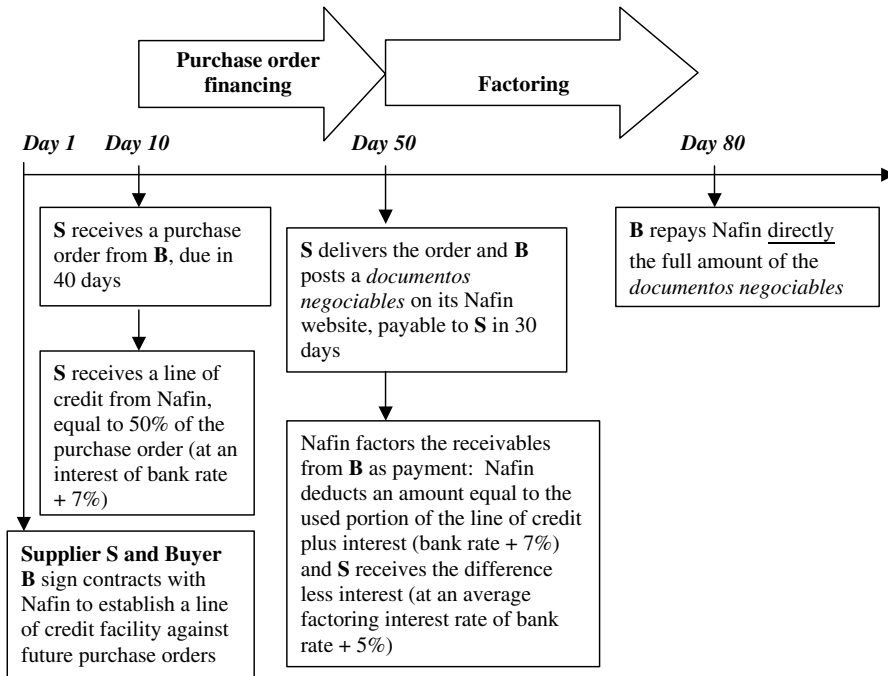 Purchase order
financing
Factoring
Day 1
Day 10
Day 50
Day 80
S receives a purchase
order from B, due in
40 days
S receives a line of
credit from Nafin,
equal to 50% of the
purchase order (at an
interest of bank rate
+ 7%)
Supplier S and Buyer
B sign contracts with
Nafin to establish a line
of credit facility against
future purchase orders
S delivers the order and B
posts a documentos
negociables on its Nafin
website, payable to S in 30
days
Nafin factors the receivables
from B as payment: Nafin
deducts an amount equal to the
used portion of the line of credit
plus interest (bank rate + 7%)
and S receives the difference
less interest (at an average
factoring interest rate of bank
rate + 5%)
B repays Nafin directly
the full amount of the
documentos negociables